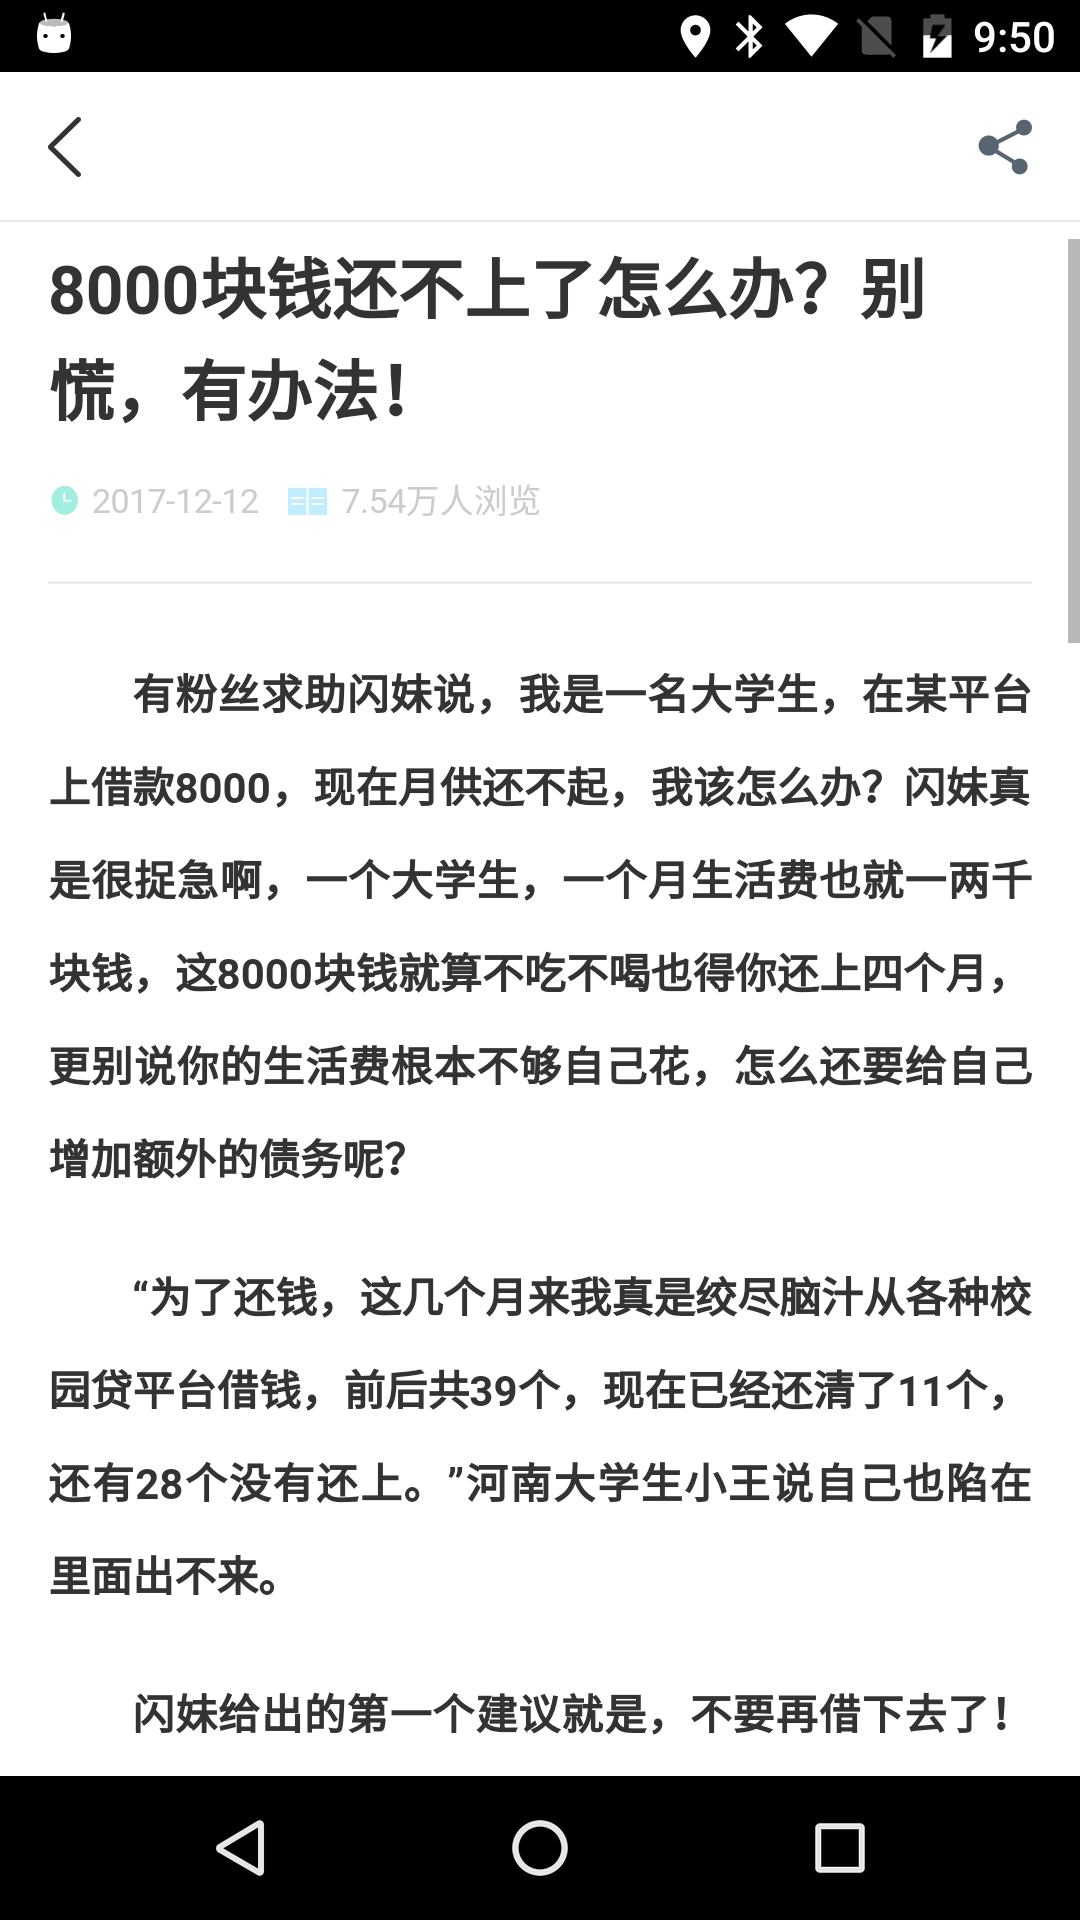 9:50
8000块钱还不上了怎么办？别
慌，有办法！
2017-12-12 7.54万人浏览
有粉丝求助闪妹说，我是一名大学生，在某平台
上借款8000，现在月供还不起，我该怎么办？闪妹真
是很捉急啊，一个大学生，一个月生活费也就一两千
块钱，这8000块钱就算不吃不喝也得你还上四个月，
更别说你的生活费根本不够自己花，怎么还要给自己
增加额外的债务呢？
“为了还钱，这几个月来我真是绞尽脑汁从各种校
园贷平台借钱，前后共39个，现在已经还清了11个，
还有28个没有还上。”河南大学生小王说自己也陷在
里面出不来。
闪妹给出的第一个建议就是，不要再借下去了！